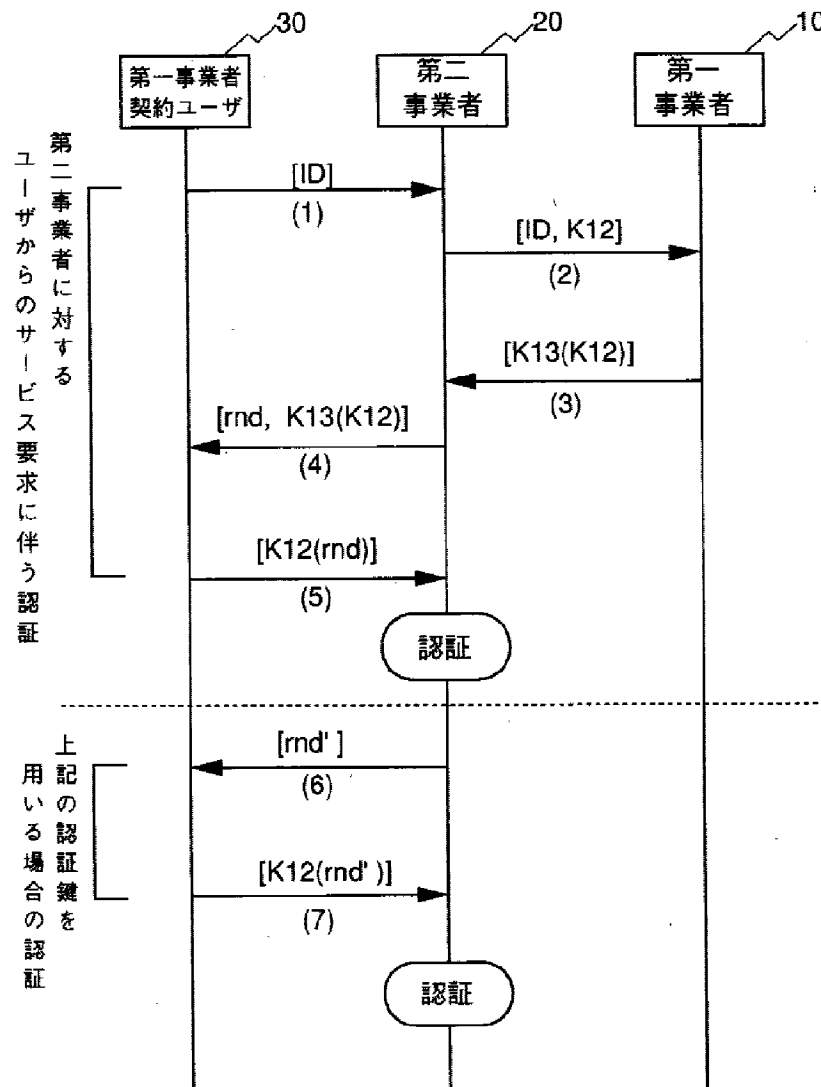 30
20
10
第一事業者
契約ユーザ
第二
事業者
第一
事業者
第二事業者に対する
ユーザからのサービス要求に伴う認証
[ID]
(1)
[ID, K12]
(2)
[K13(K12)]
(3)
[rnd, K13(K12)]
(4)
[K12(rnd)]
(5)
認証
上記の認証鍵を
用いる場合の認証
[rnd' ]
(6)
[K12(rnd' )]
(7)
認証